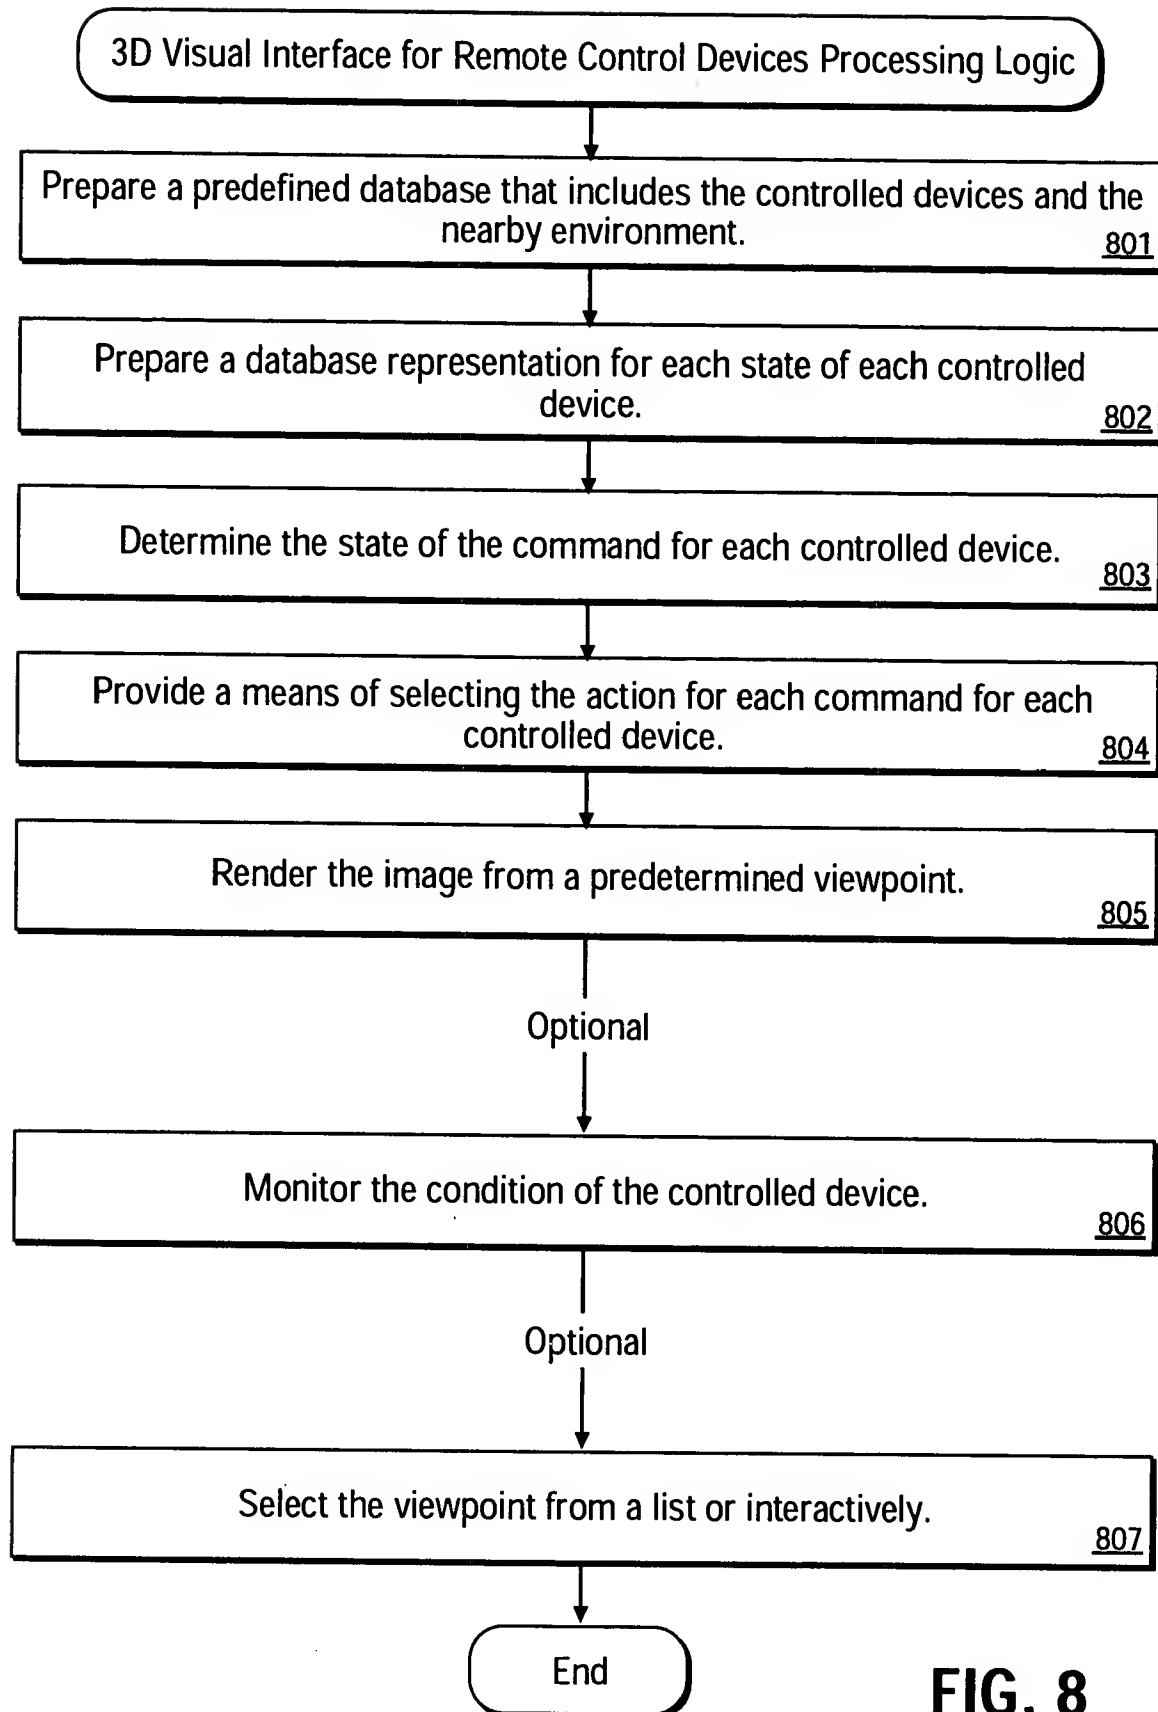 3D Visual Interface for Remote Control Devices Processing Logic
Prepare a predefined database that includes the controlled devices and the
nearby environment.
801
Prepare a database representation for each state of each controlled
device.
802
Determine the state of the command for each controlled device.
803
Provide a means of selecting the action for each command for each
controlled device.
804
Render the image from a predetermined viewpoint.
805
Optional
Monitor the condition of the controlled device.
806
Optional
Select the viewpoint from a list or interactively.
807
End
FIG. 8